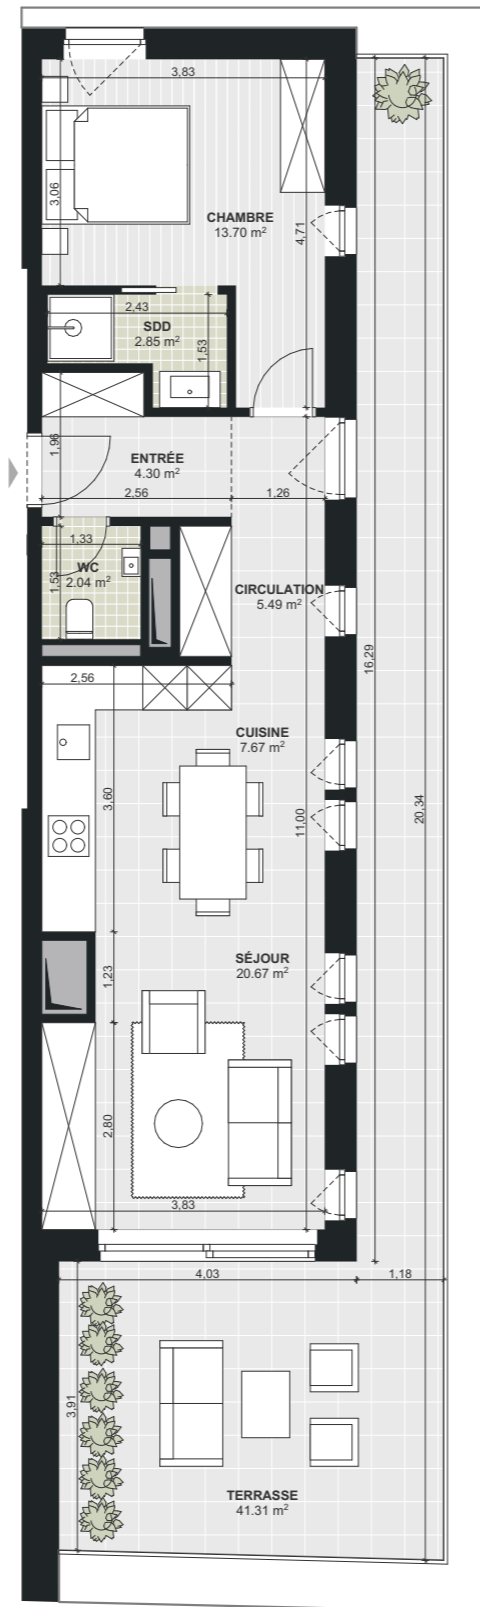 3,83
3,06
CHAMBRE
13.70 m²
4,71
2,43
SDD
2.85 m²
1,53
1,96
ENTRÉE
4.30 m²
2,56
1,26
1,33
WC
2.04 m²
1,53
CIRCULATION
5.49 m²
16,29
2,56
CUISINE
7.67 m²
3,60
11,00
20,34
SÉJOUR
20.67 m²
1,23
2,80
3,83
4,03
1,18
3,91
TERRASSE
41.31 m²